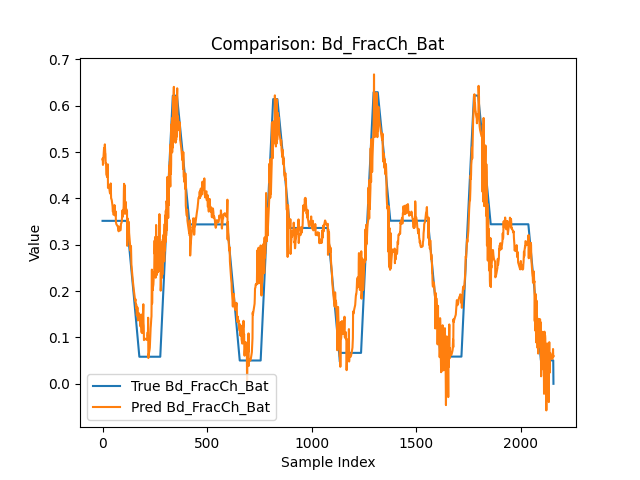 Comparison: Bd_FracCh_Bat
Value
0.7
0.6
0.5
0.4
0.3
0.2
0.1
0.0
True Bd_FracCh_Bat
Pred Bd_FracCh_Bat
0 500 1000 1500 2000
Sample Index